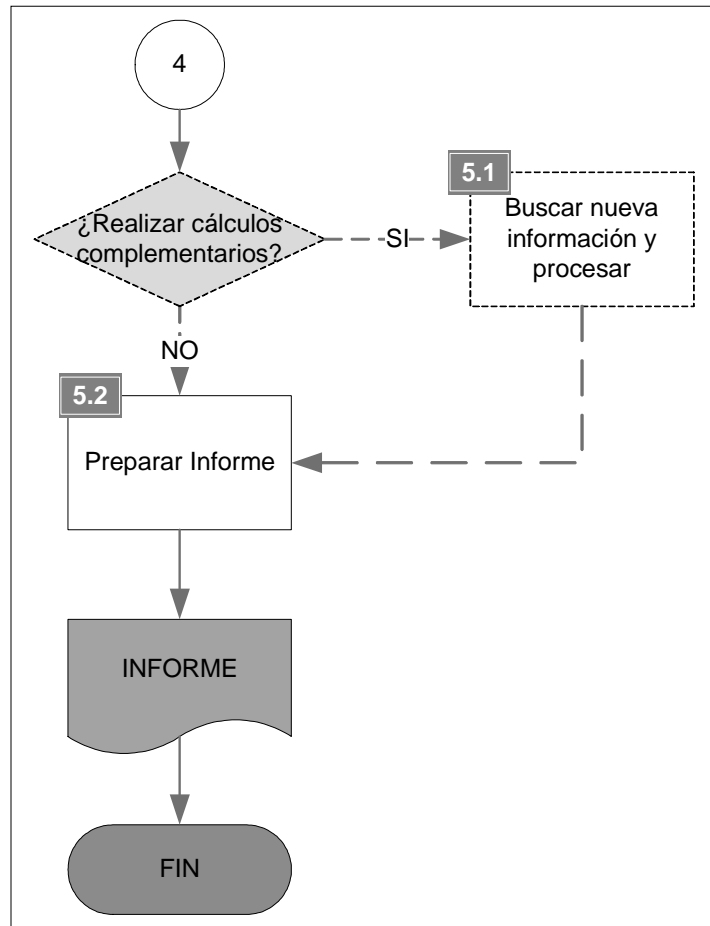 4
¿Realizar cálculos
complementarios?
SI
5.1
Buscar nueva
información y
procesar
NO
5.2
Preparar Informe
INFORME
FIN